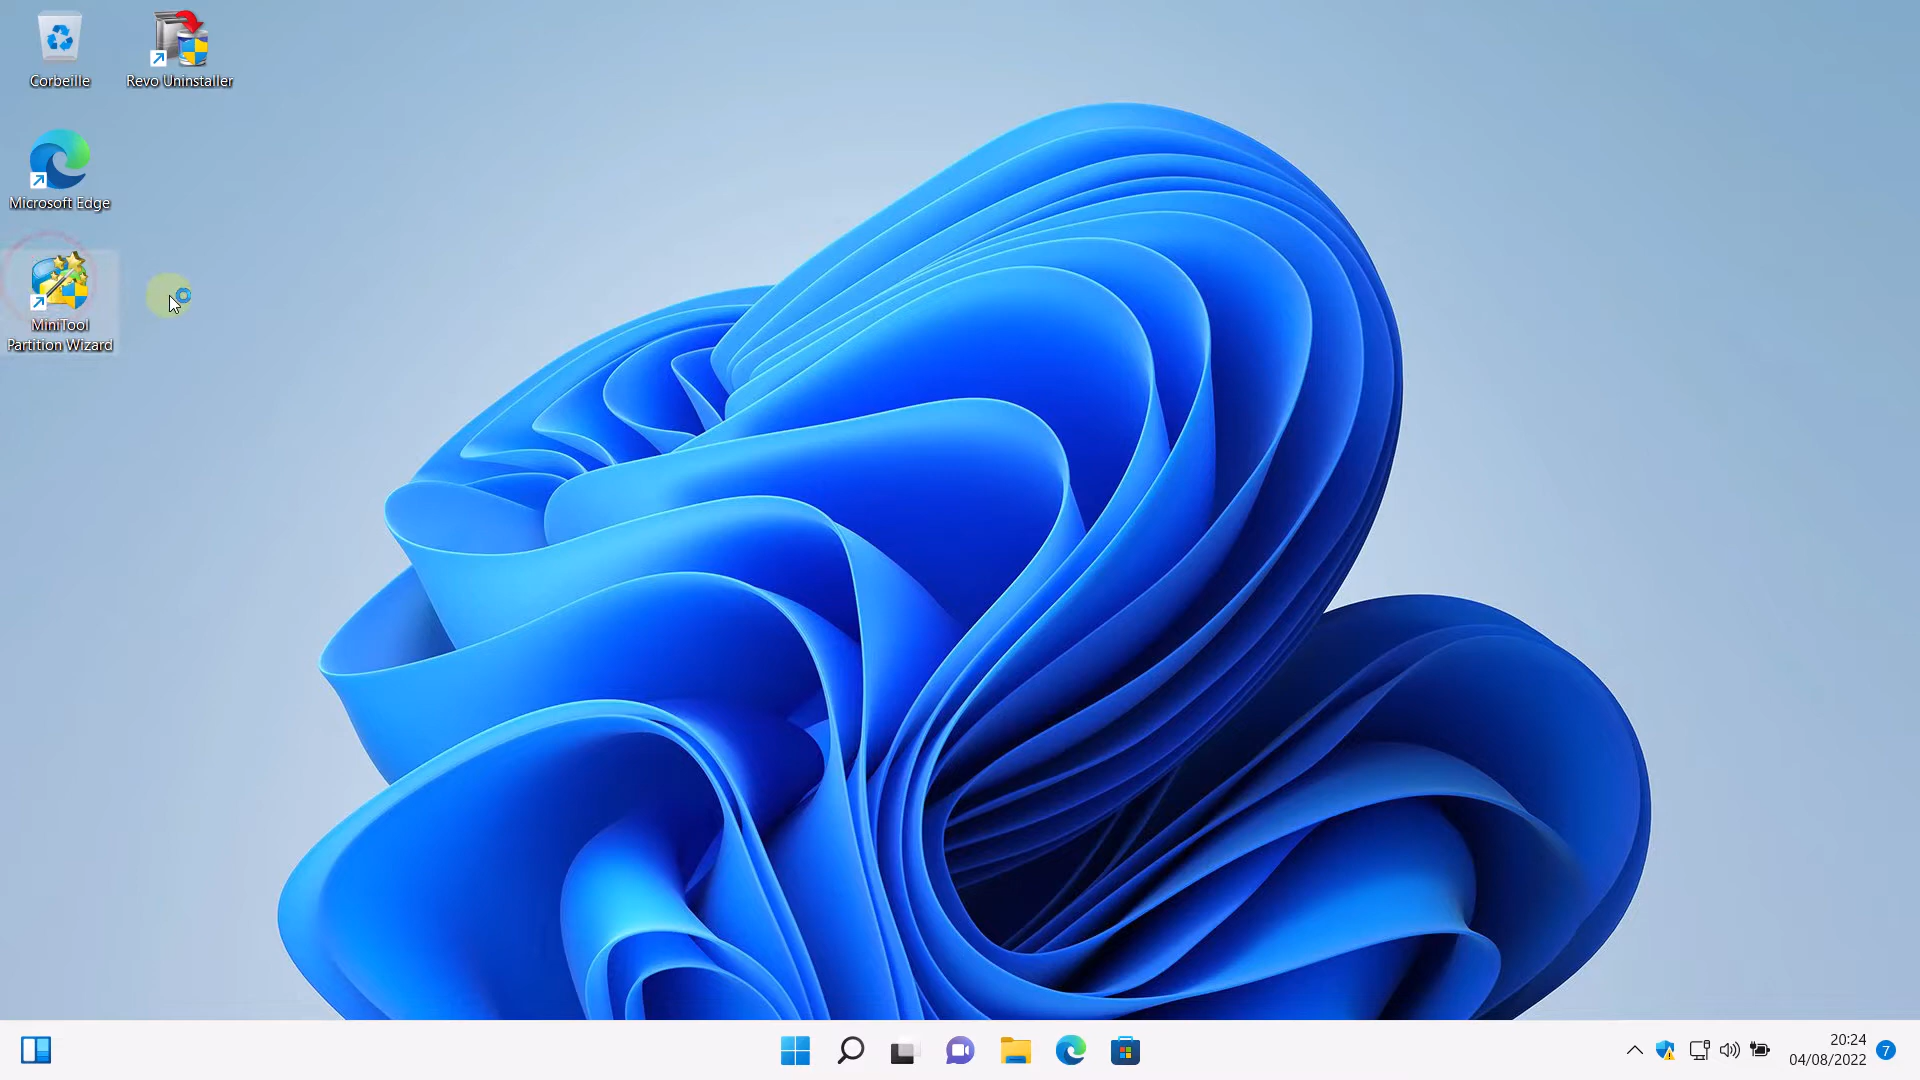 Corbeille
Revo Uninstaller
Microsoft Edge
MiniTool
Partition Wizard
20:24
04/08/2022
7